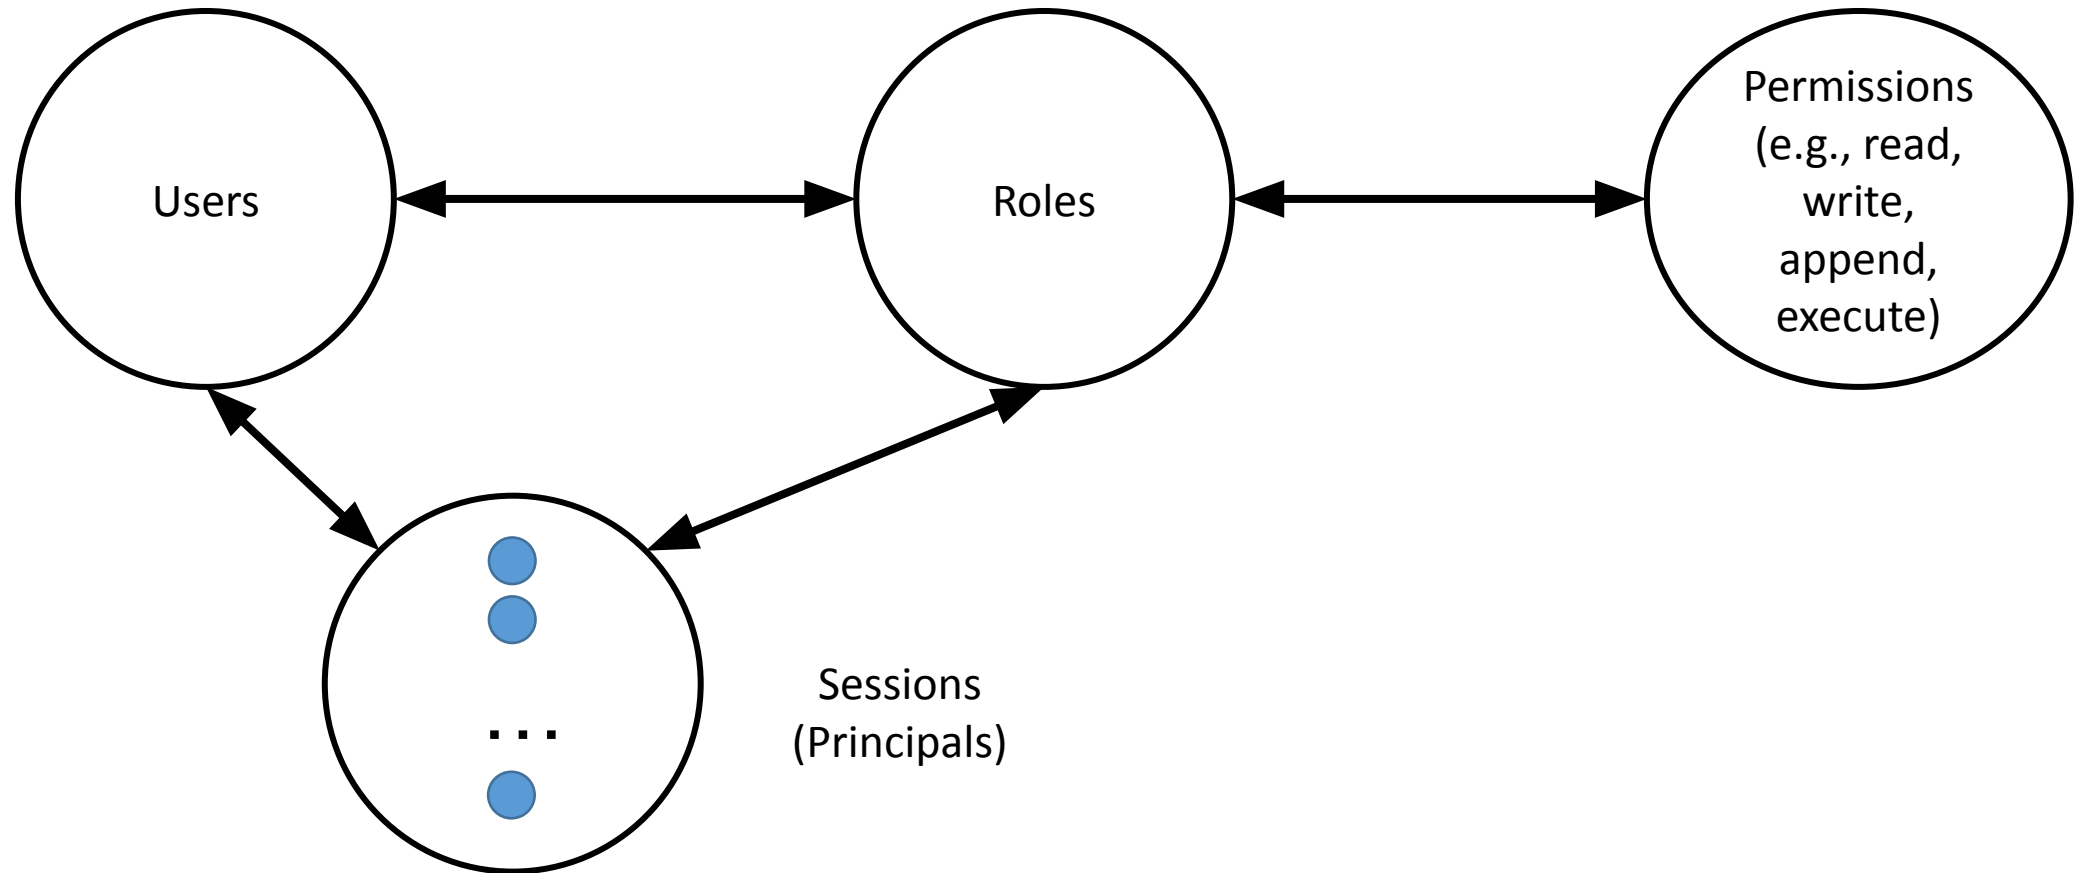 Users
Roles
Permissions
(e.g., read,
write,
append,
execute)
...
Sessions
(Principals)